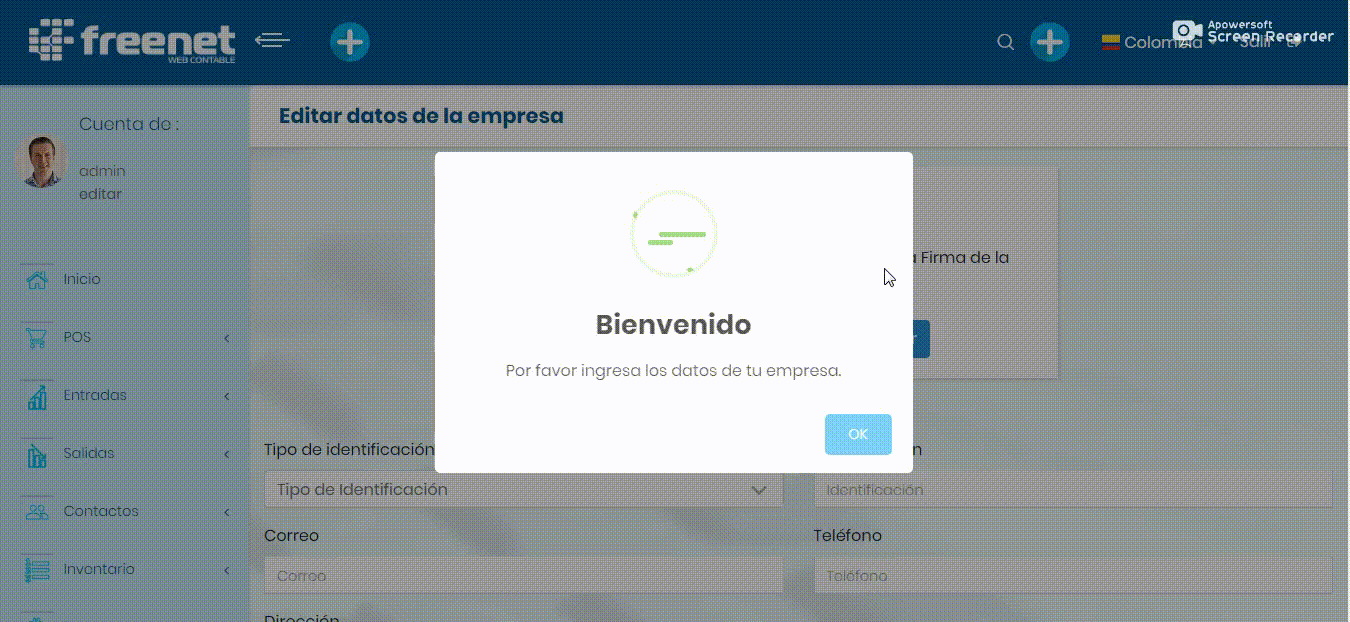 freenet
WEB CONTABLE
Colombia
Salir
Apowersoft
Screen Recorder
Cuenta de :
admin
editar
Inicio
POS
Entradas
Salidas
Contactos
Inventario
Editar datos de la empresa
Firma de la
Bienvenido
Por favor ingresa los datos de tu empresa.
OK
Tipo de identificación
Tipo de Identificación
Identificación
Correo
Correo
Teléfono
Teléfono
Dirección